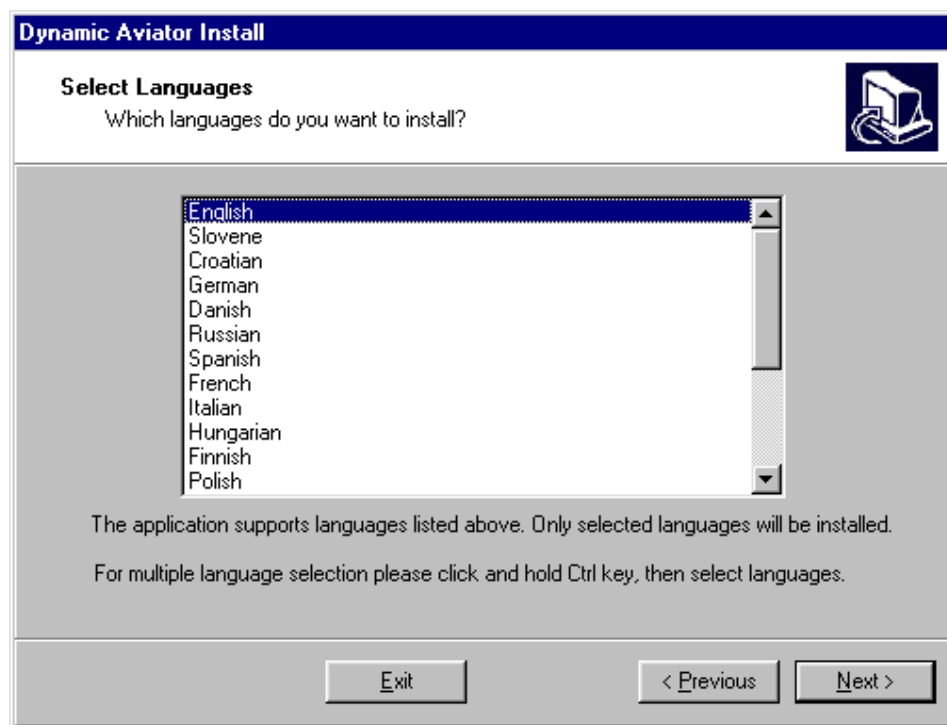 Dynamic Aviator Install
Select Languages
Which languages do you want to install?
English
Slovene
Croatian
German
Danish
Russian
Spanish
French
Italian
Hungarian
Finnish
Polish
The application supports languages listed above. Only selected languages will be installed.
For multiple language selection please click and hold Ctrl key, then select languages.
Exit
< Previous
Next >